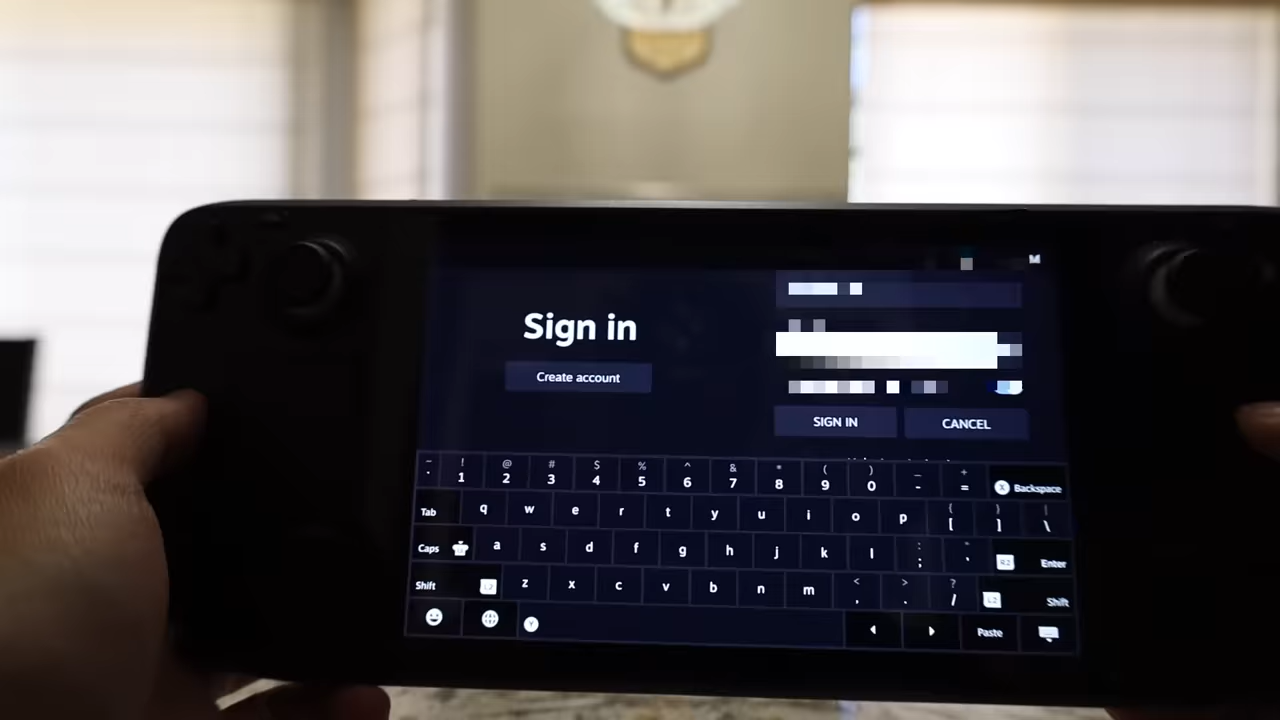 Sign in
Create account
SIGN IN CANCEL
! @ # $ % ^ & * ( ) _ +
1 2 3 4 5 6 7 8 9 0 - = Backspace
Tab q w e r t y u i o p [ ] \
Caps a s d f g h j k l ; ' Enter
Shift z x c v b n m , . / Shift
< > ?
Paste